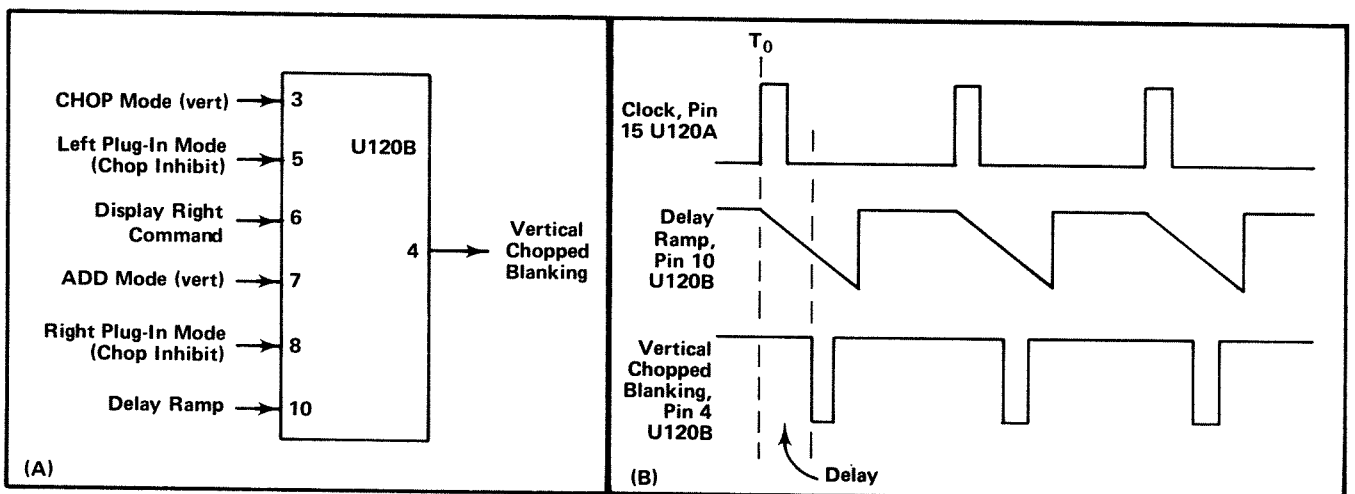 CHOP Mode (vert)
3
Left Plug-In Mode
(Chop Inhibit)
5
U120B
Display Right
Command
6
4
Vertical
Chopped
Blanking
ADD Mode (vert)
7
Right Plug-In Mode
(Chop Inhibit)
8
Delay Ramp
10
(A)
T0
Clock, Pin
15 U120A
Delay
Ramp,
Pin 10
U120B
Vertical
Chopped
Blanking,
Pin 4
U120B
Delay
(B)